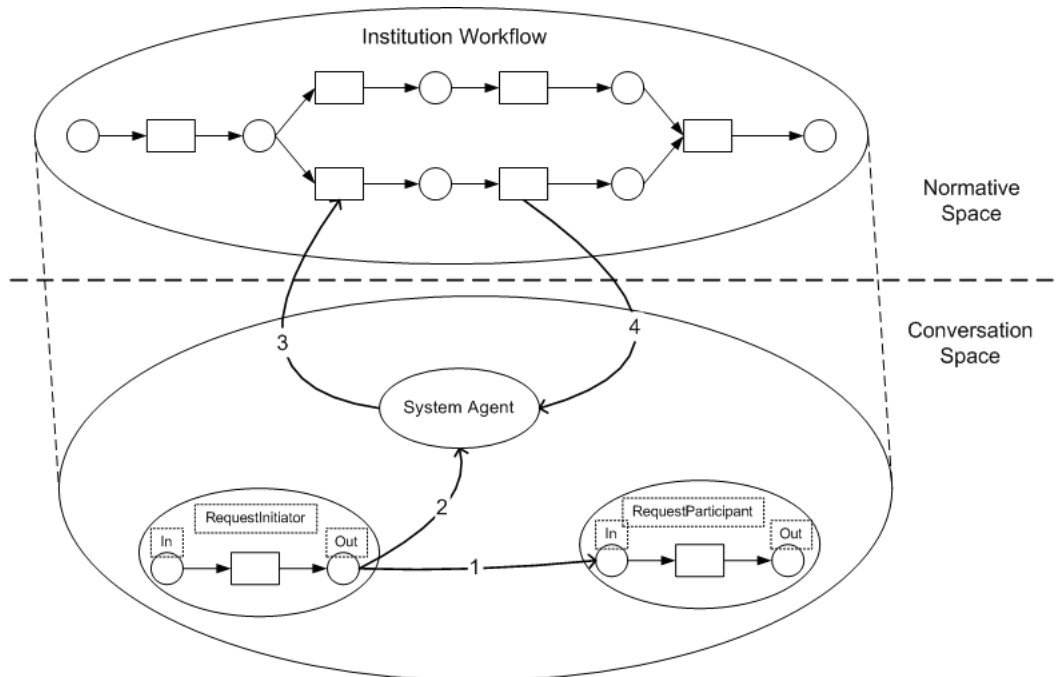 Institution Workflow
Normative
Space
Conversation
Space
3
4
System Agent
2
RequestInitiator
In
Out
1
RequestParticipant
In
Out